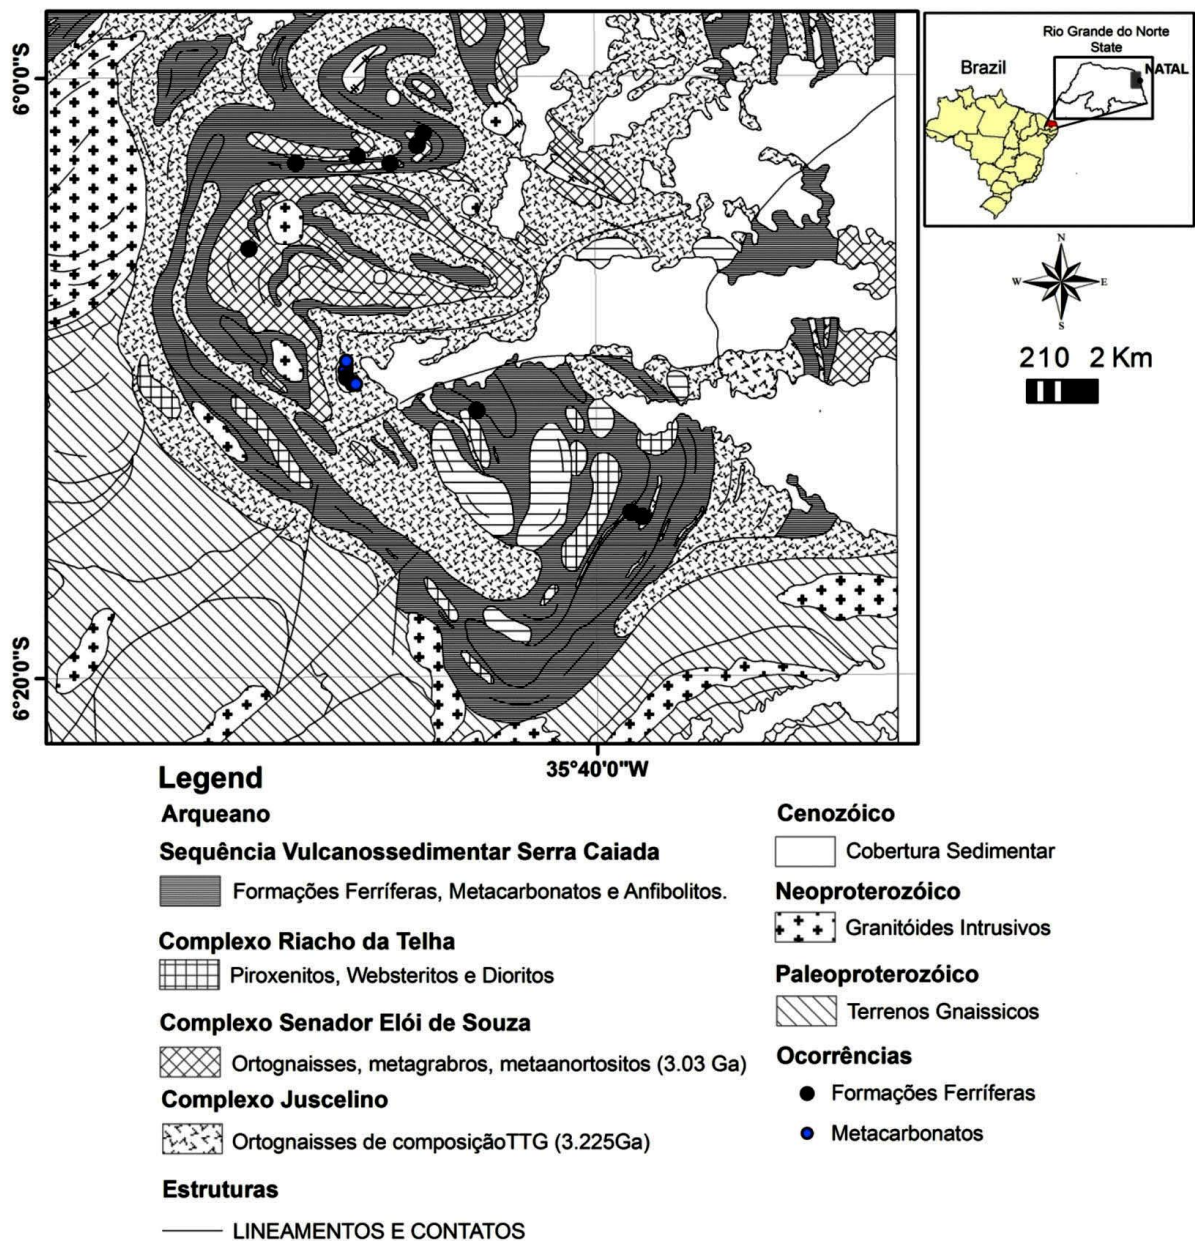 6°0'0"S
6°20'0"S
35°40'0"W
Rio Grande do Norte
State
NATAL
Brazil
N
W E
S
210 2 Km
Legend
Arqueano
Sequência Vulcanossedimentar Serra Caiada
Formações Ferríferas, Metacarbonatos e Anfibolitos.
Complexo Riacho da Telha
Piroxenitos, Websteritos e Dioritos
Complexo Senador Elói de Souza
Ortognaisses, metagrabros, metaanortositos (3.03 Ga)
Complexo Juscelino
Ortognaisses de composiçãoTTG (3.225Ga)
Estruturas
LINEAMENTOS E CONTATOS
Cenozóico
Cobertura Sedimentar
Neoproterozóico
Granitóides Intrusivos
Paleoproterozóico
Terrenos Gnaissicos
Ocorrências
Formações Ferríferas
Metacarbonatos